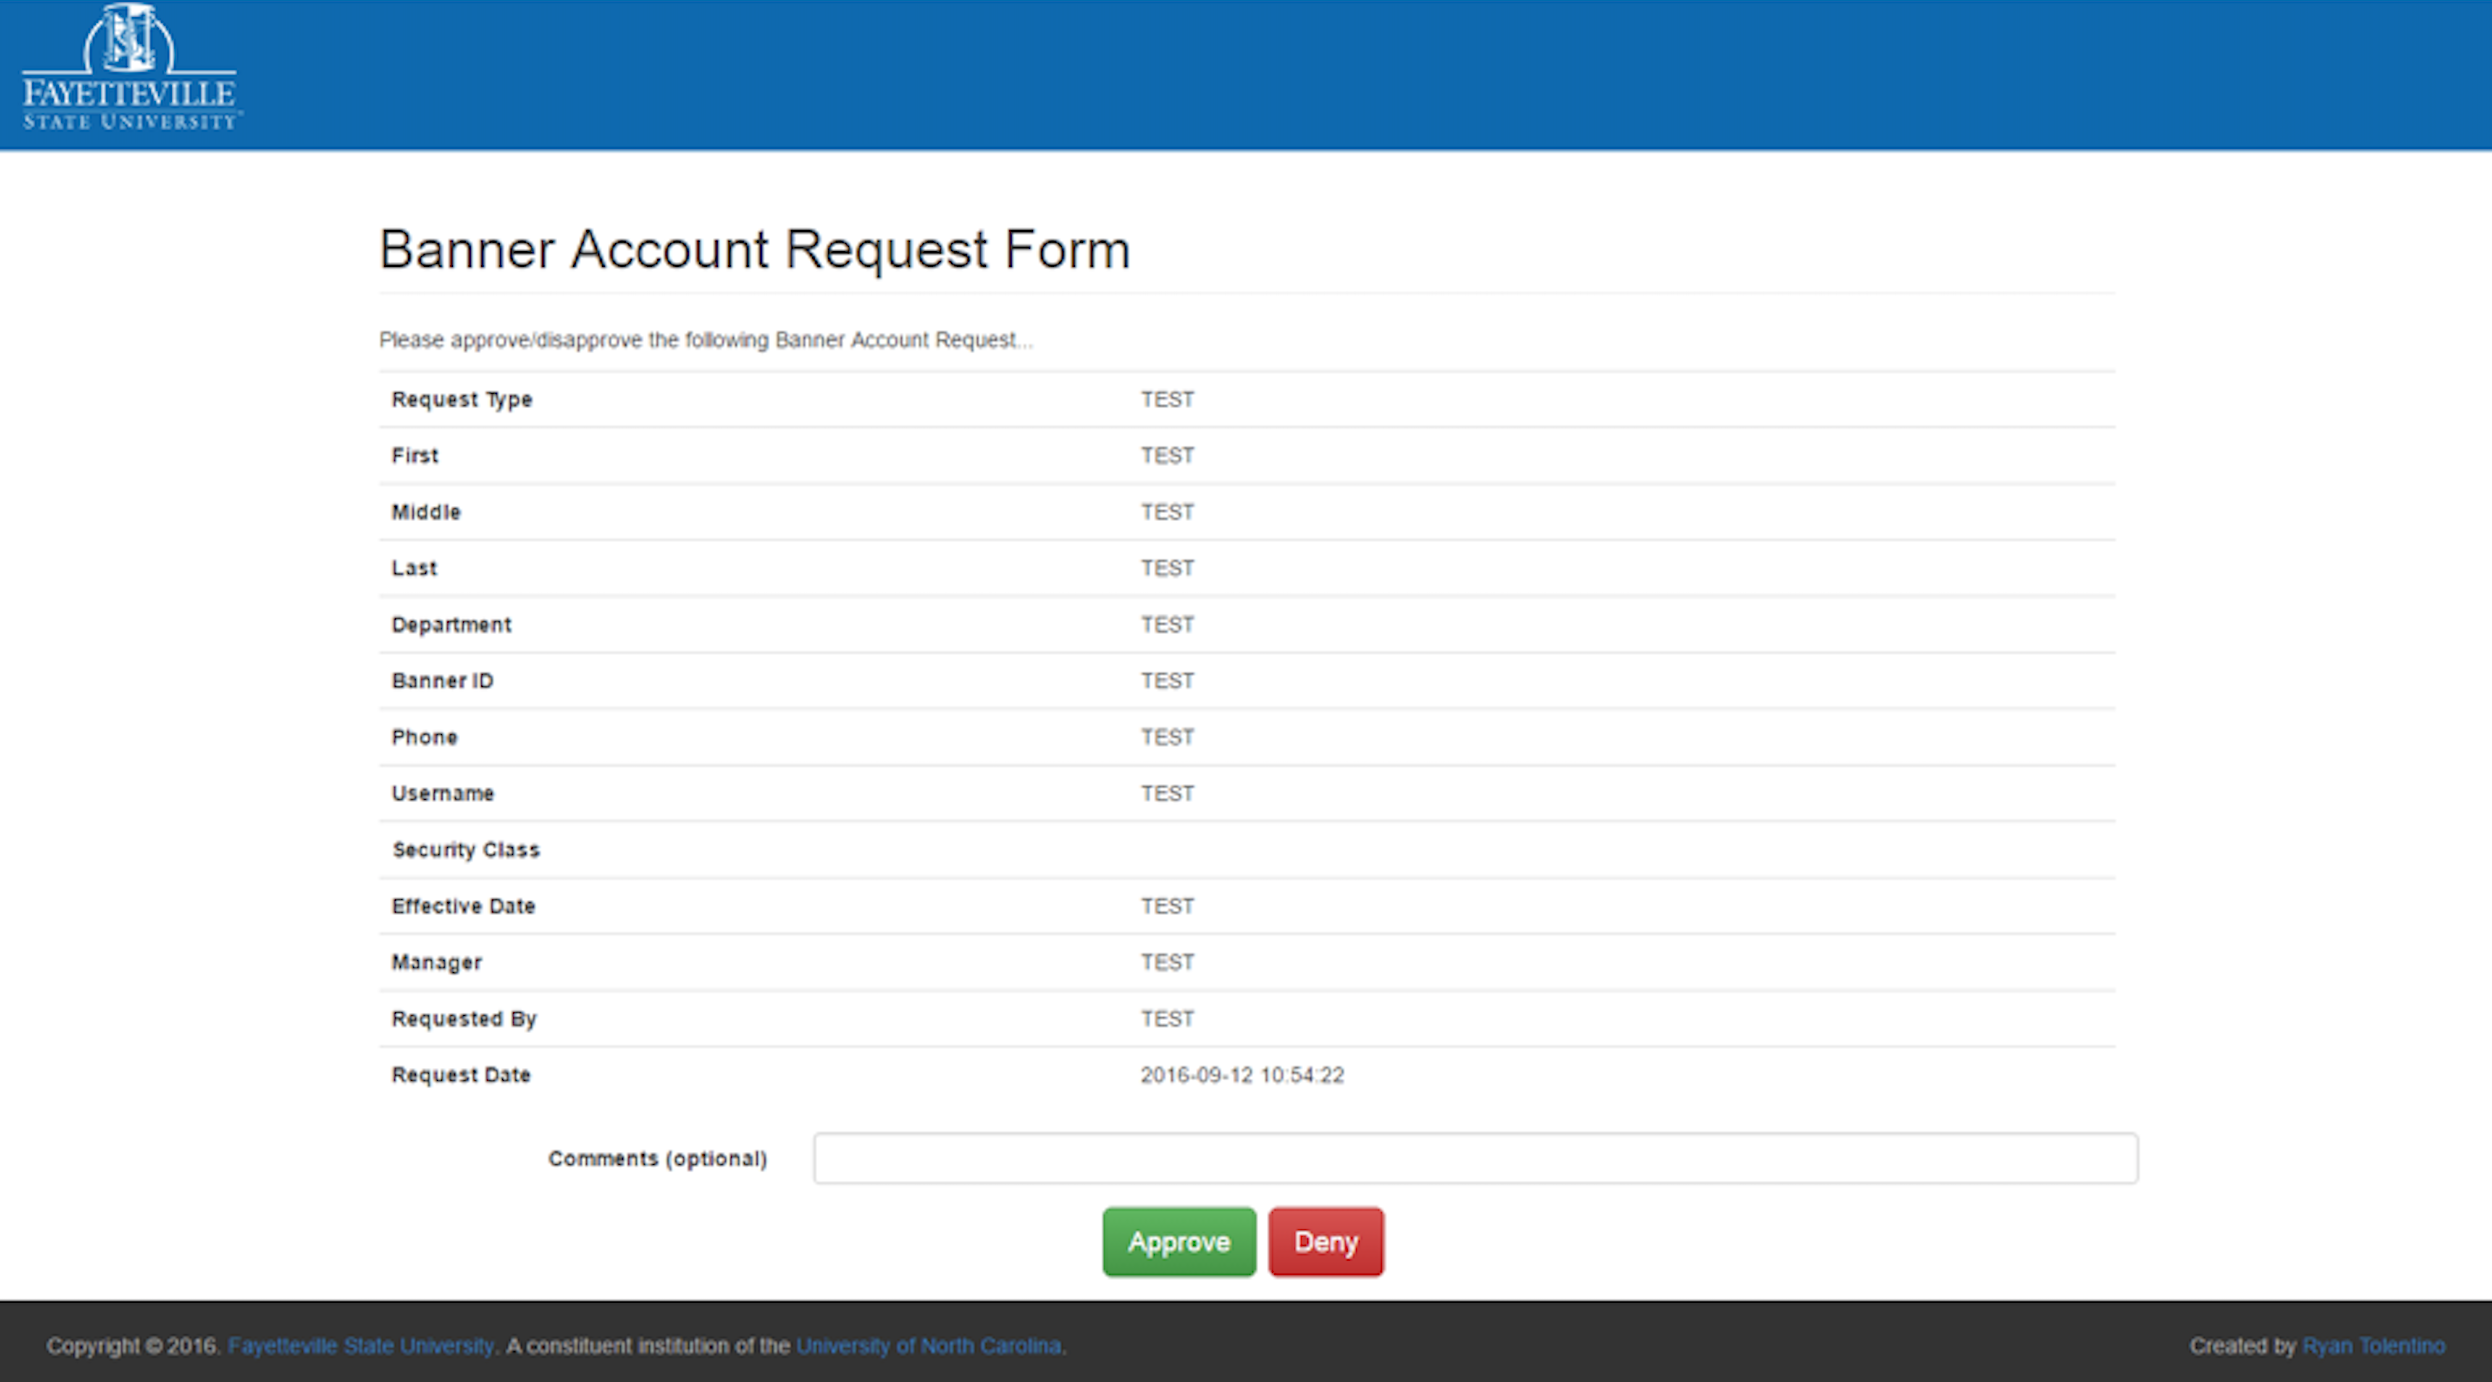 FAYETTEVILLE
STATE UNIVERSITY
Banner Account Request Form
Please approve/disapprove the following Banner Account Request...
Request Type TEST
First TEST
Middle TEST
Last TEST
Department TEST
Banner ID TEST
Phone TEST
Username TEST
Security Class
Effective Date TEST
Manager TEST
Requested By TEST
Request Date 2016-09-12 10:54:22
Comments (optional)
Approve Deny
Copyright © 2016. Fayetteville State University. A constituent institution of the University of North Carolina. Created by Ryan Tolentino